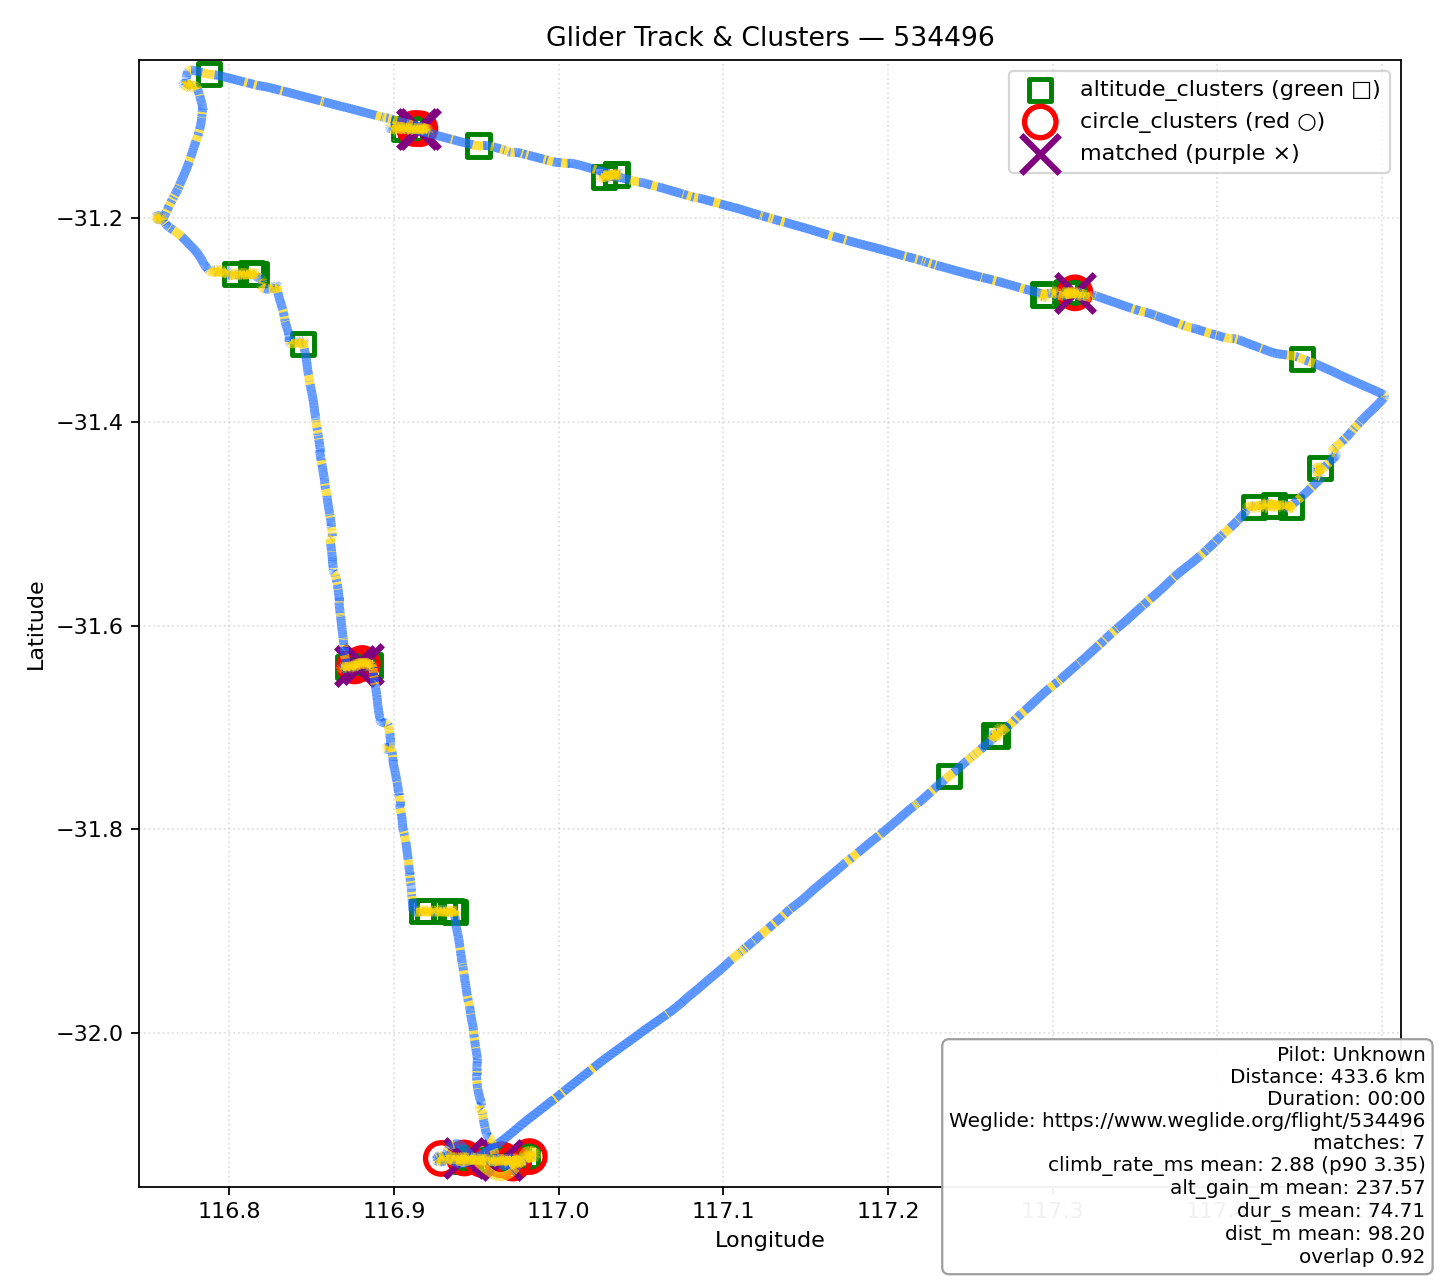 Glider Track & Clusters — 534496
altitude_clusters (green □)
circle_clusters (red ○)
matched (purple ×)
−31.2
−31.4
−31.6
−31.8
−32.0
Latitude
116.8
116.9
117.0
117.1
117.2
117.3
Longitude
Pilot: Unknown
Distance: 433.6 km
Duration: 00:00
Weglide: https://www.weglide.org/flight/534496
matches: 7
climb_rate_ms mean: 2.88 (p90 3.35)
alt_gain_m mean: 237.57
dur_s mean: 74.71
dist_m mean: 98.20
overlap 0.92